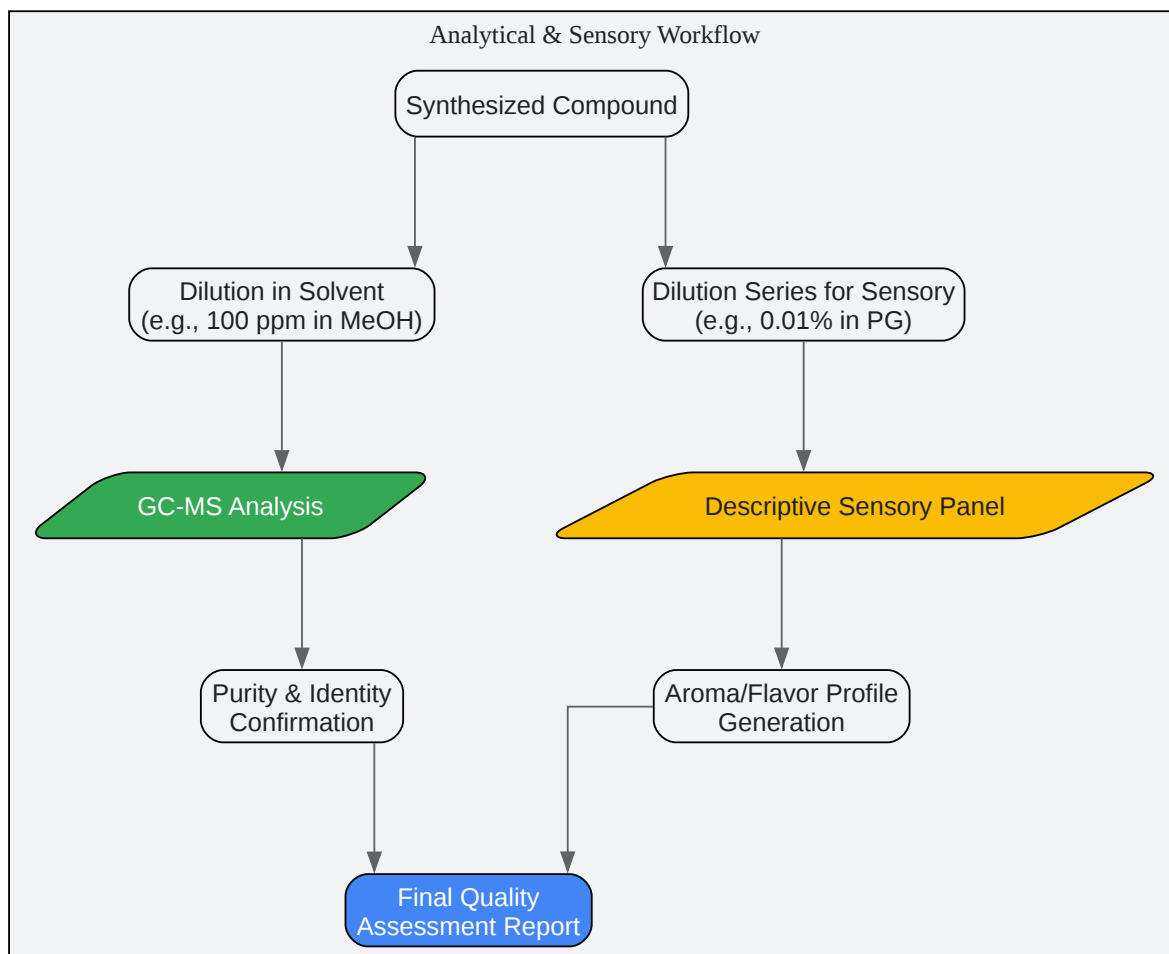 Analytical & Sensory Workflow
Synthesized Compound
Dilution in Solvent
(e.g., 100 ppm in MeOH)
Dilution Series for Sensory
(e.g., 0.01% in PG)
GC-MS Analysis
Descriptive Sensory Panel
Purity & Identity
Confirmation
Aroma/Flavor Profile
Generation
Final Quality
Assessment Report